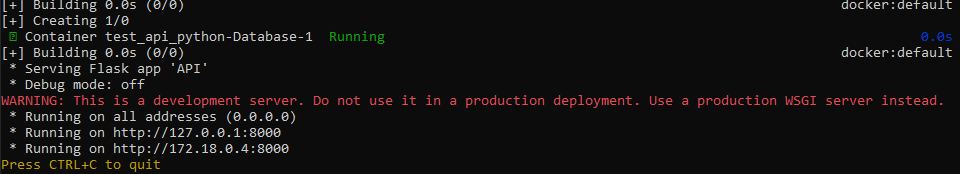 [+] Building 0.0s (0/0) docker:default
[+] Creating 1/0
Container test_api_python-Database-1 Running 0.0s
[+] Building 0.0s (0/0) docker:default
* Serving Flask app 'API'
* Debug mode: off
WARNING: This is a development server. Do not use it in a production deployment. Use a production WSGI server instead.
* Running on all addresses (0.0.0.0)
* Running on http://127.0.0.1:8000
* Running on http://172.18.0.4:8000
Press CTRL+C to quit